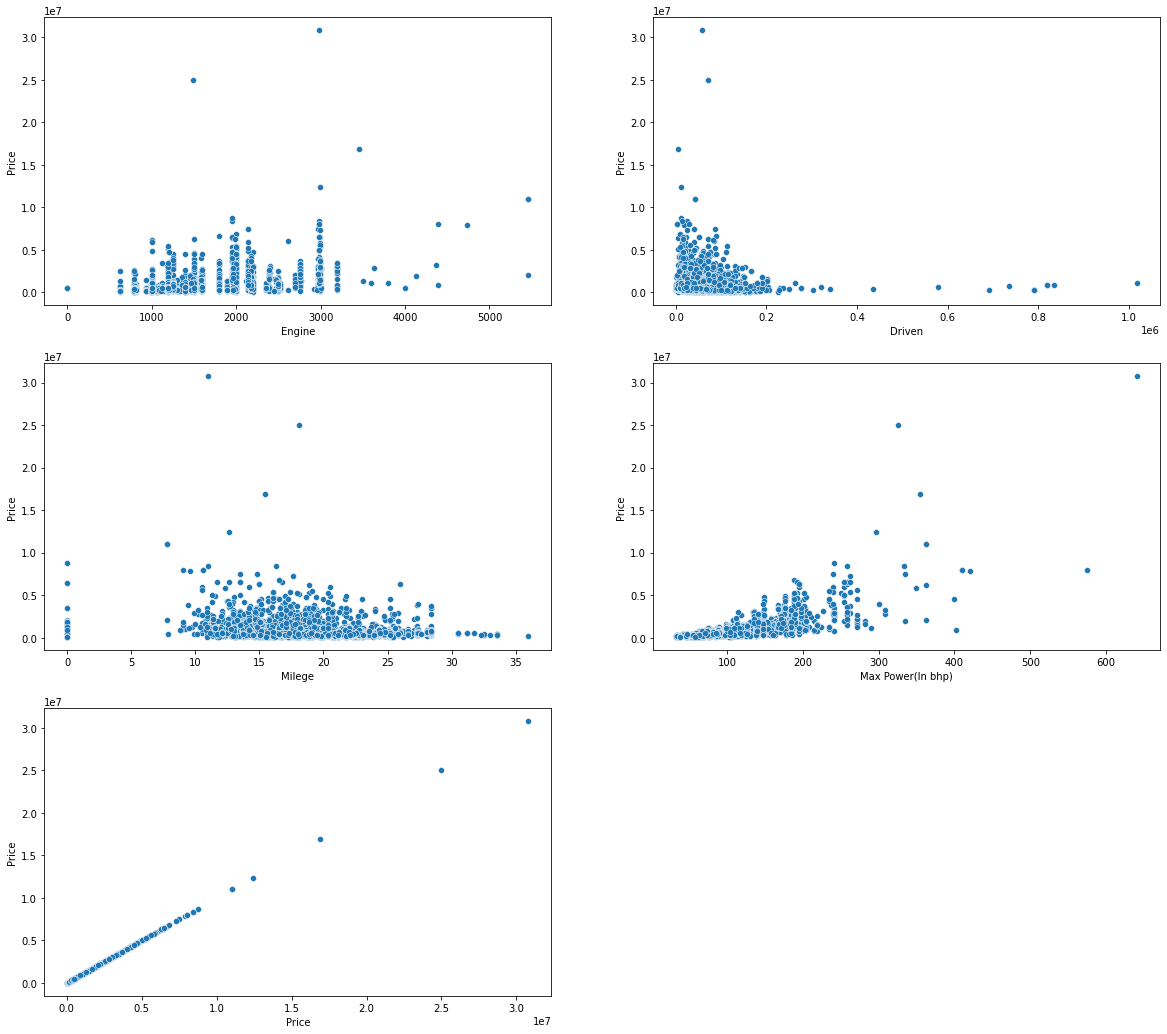 1e7
3.0
2.5
2.0
1.5
1.0
0.5
0.0
Price
0 1000 2000 3000 4000 5000
Engine
1e7
3.0
2.5
2.0
1.5
1.0
0.5
0.0
Price
0.0 0.2 0.4 0.6 0.8 1.0
1e6
Driven
1e7
3.0
2.5
2.0
1.5
1.0
0.5
0.0
Price
0 5 10 15 20 25 30 35
Milege
1e7
3.0
2.5
2.0
1.5
1.0
0.5
0.0
Price
100 200 300 400 500 600
Max Power(In bhp)
1e7
3.0
2.5
2.0
1.5
1.0
0.5
0.0
Price
0.0 0.5 1.0 1.5 2.0 2.5 3.0
1e7
Price